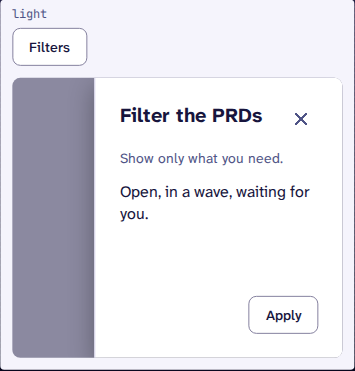 light
Filters
Filter the PRDs
Show only what you need.
Open, in a wave, waiting for
you.
Apply